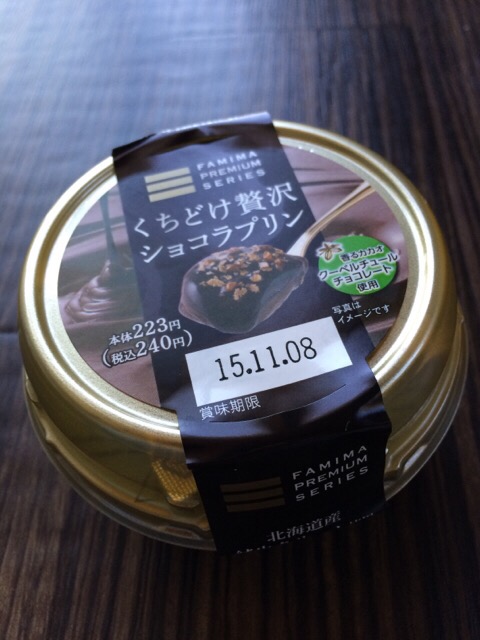 FAMIMA
PREMIUM
SERIES
くちどけ贅沢
ショコラプリン
香るカカオ
クーベルチュール
チョコレート
使用
写真は
イメージです
本体223円
(税込240円)
15.11.08
賞味期限
FAMIMA
PREMIUM
SERIES
北海道産